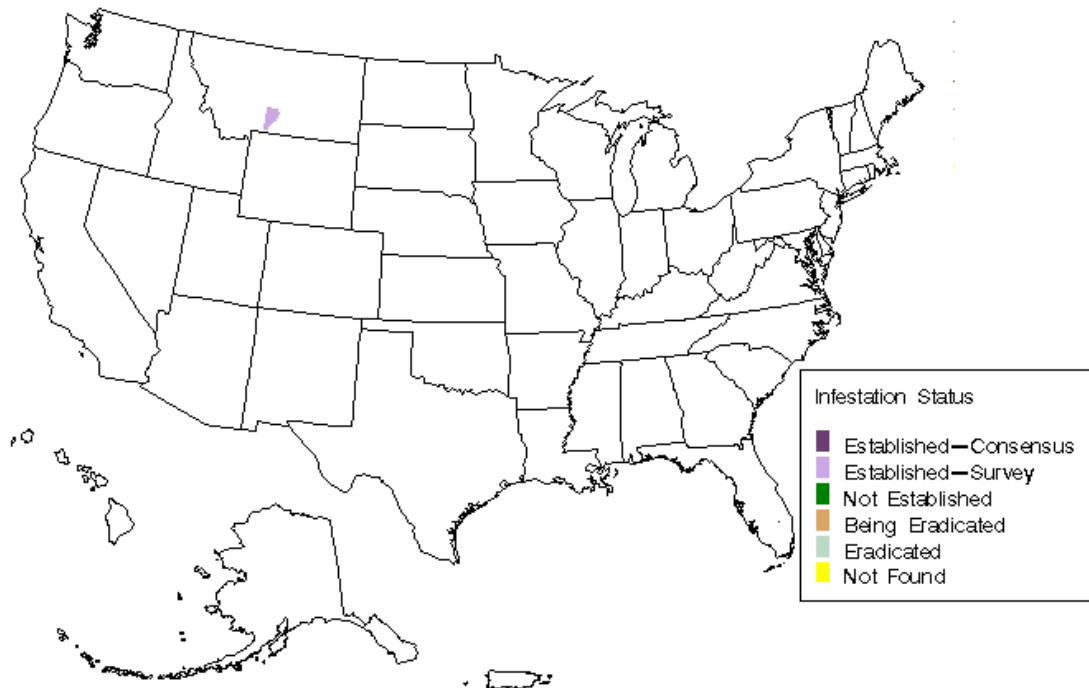 Infestation Status
Established—Consensus
Established—Survey
Not Established
Being Eradicated
Eradicated
Not Found